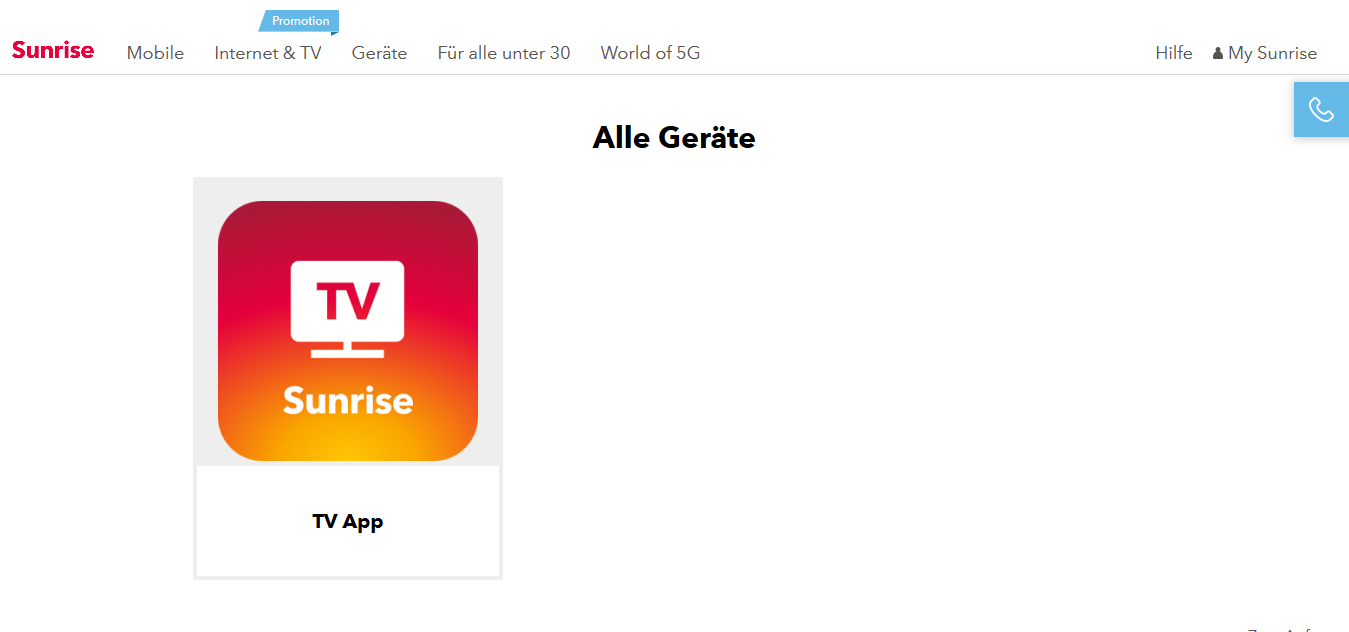 Promotion
Sunrise Mobile Internet & TV Geräte Für alle unter 30 World of 5G Hilfe My Sunrise
Alle Geräte
TV
Sunrise
TV App